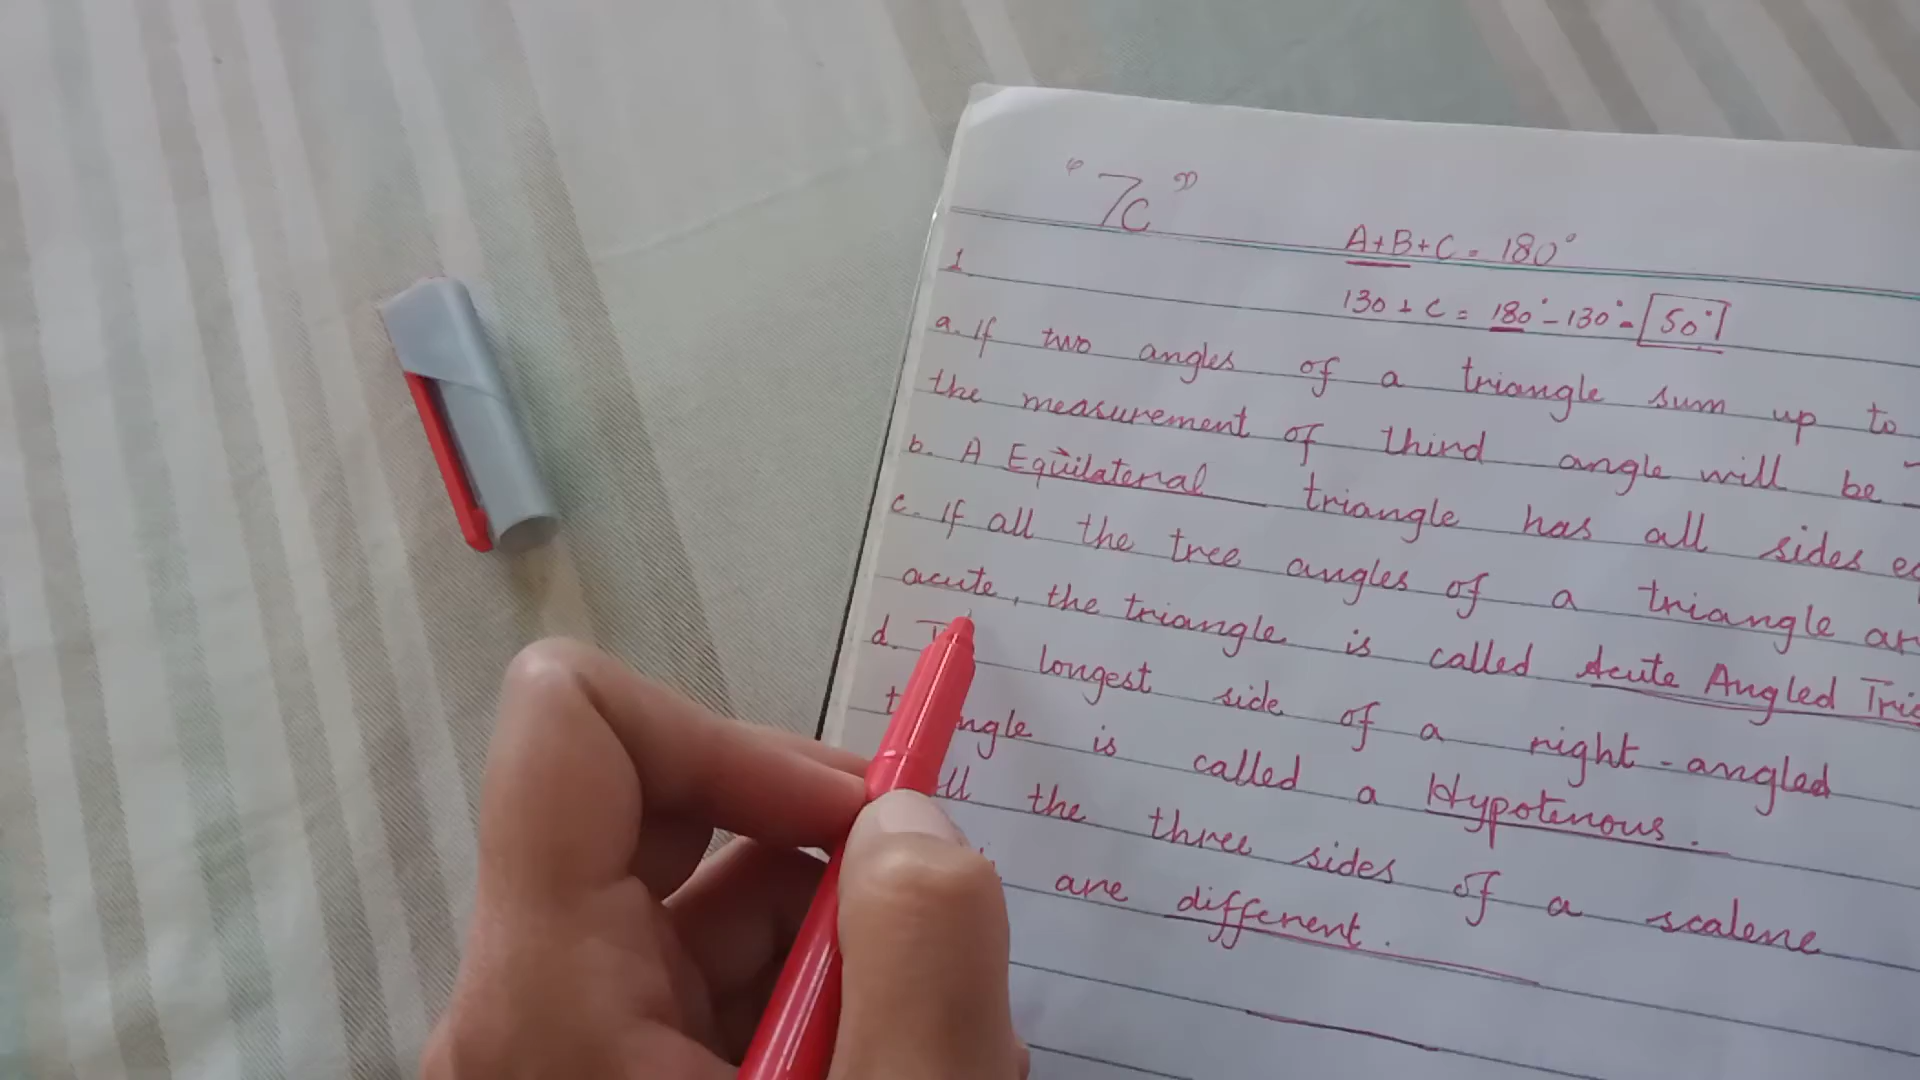 "7C"
A+B+C = 180°
1.
130 + C = 180° - 130° = 50°
a. If two angles of a triangle sum up to
the measurement of third angle will be
b. A Equilateral triangle has all sides
c. If all the tree angles of a triangle
acute, the triangle is called Acute Angled
d. longest side of a right-angled
is called a Hypotenous.
the three sides of a scalene
are different.